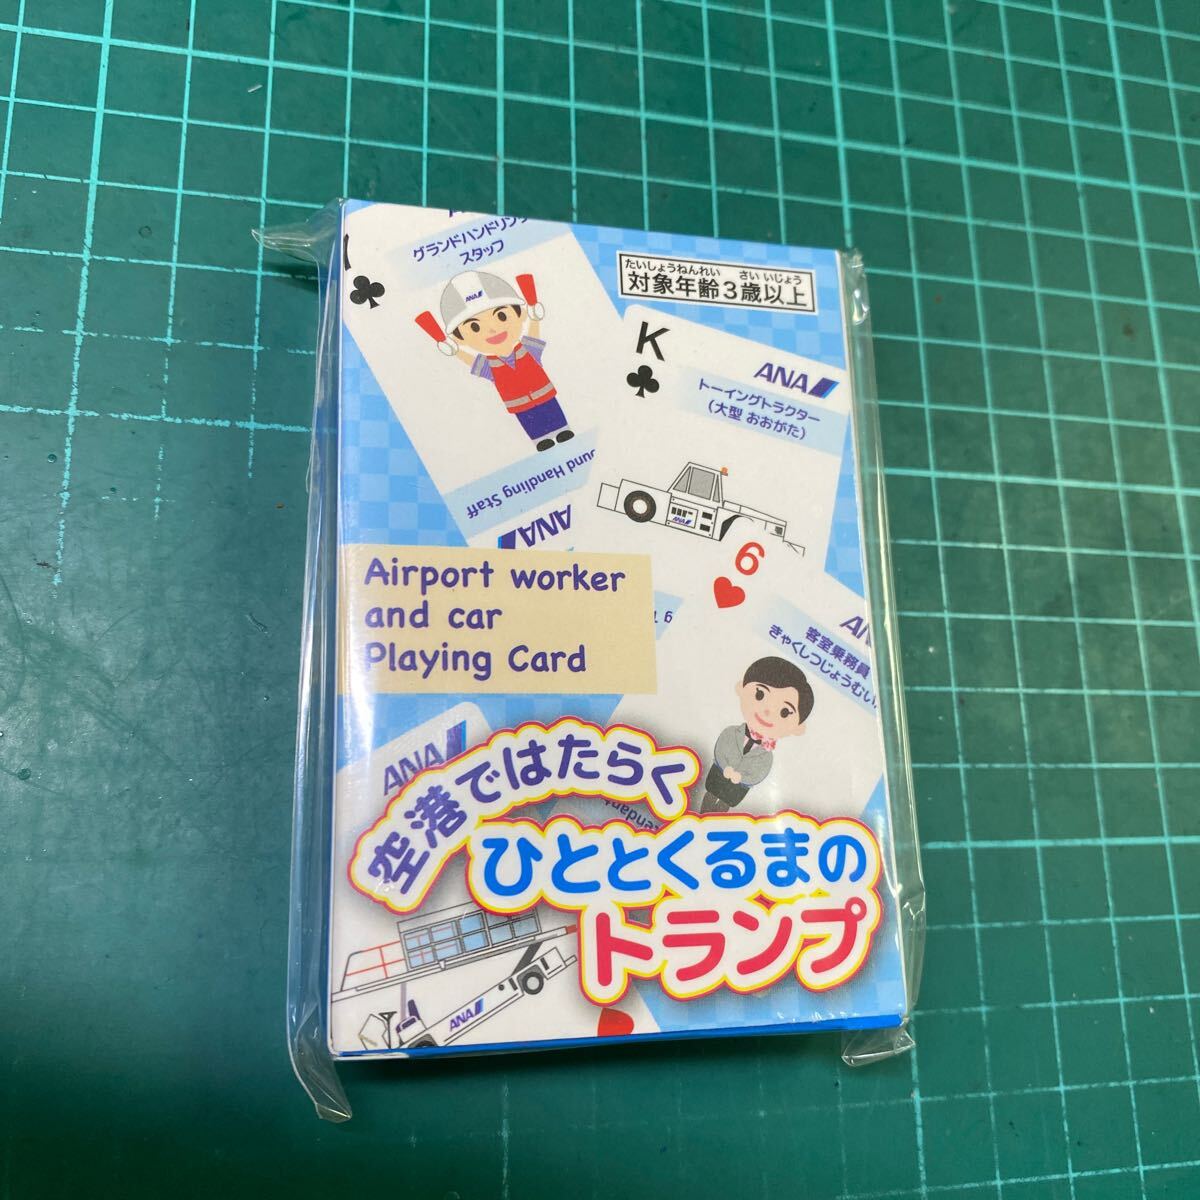 グランドハンドリング
スタッフ
ANA
たいしょうねんれい さい いじょう
対象年齢3歳以上
K
ANA
トーイングトラクター
(大型 おおがた)
ound Handling Staff
ANA
ANA
6
客室乗務員
きゃくしつじょうむい
Airport worker
and car
Playing Card
ANA
endan
空港ではたらく
ひととくるまの
トランプ
ANA